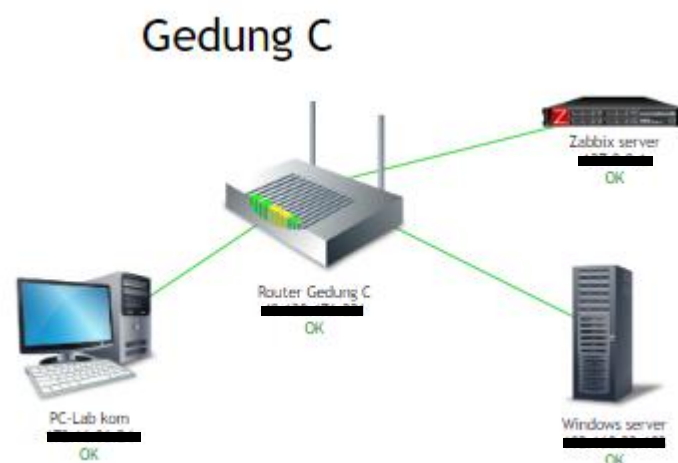 Gedung C
Z
Zabbix server
OK
Router Gedung C
OK
PC-Lab kom
OK
Windows server
OK